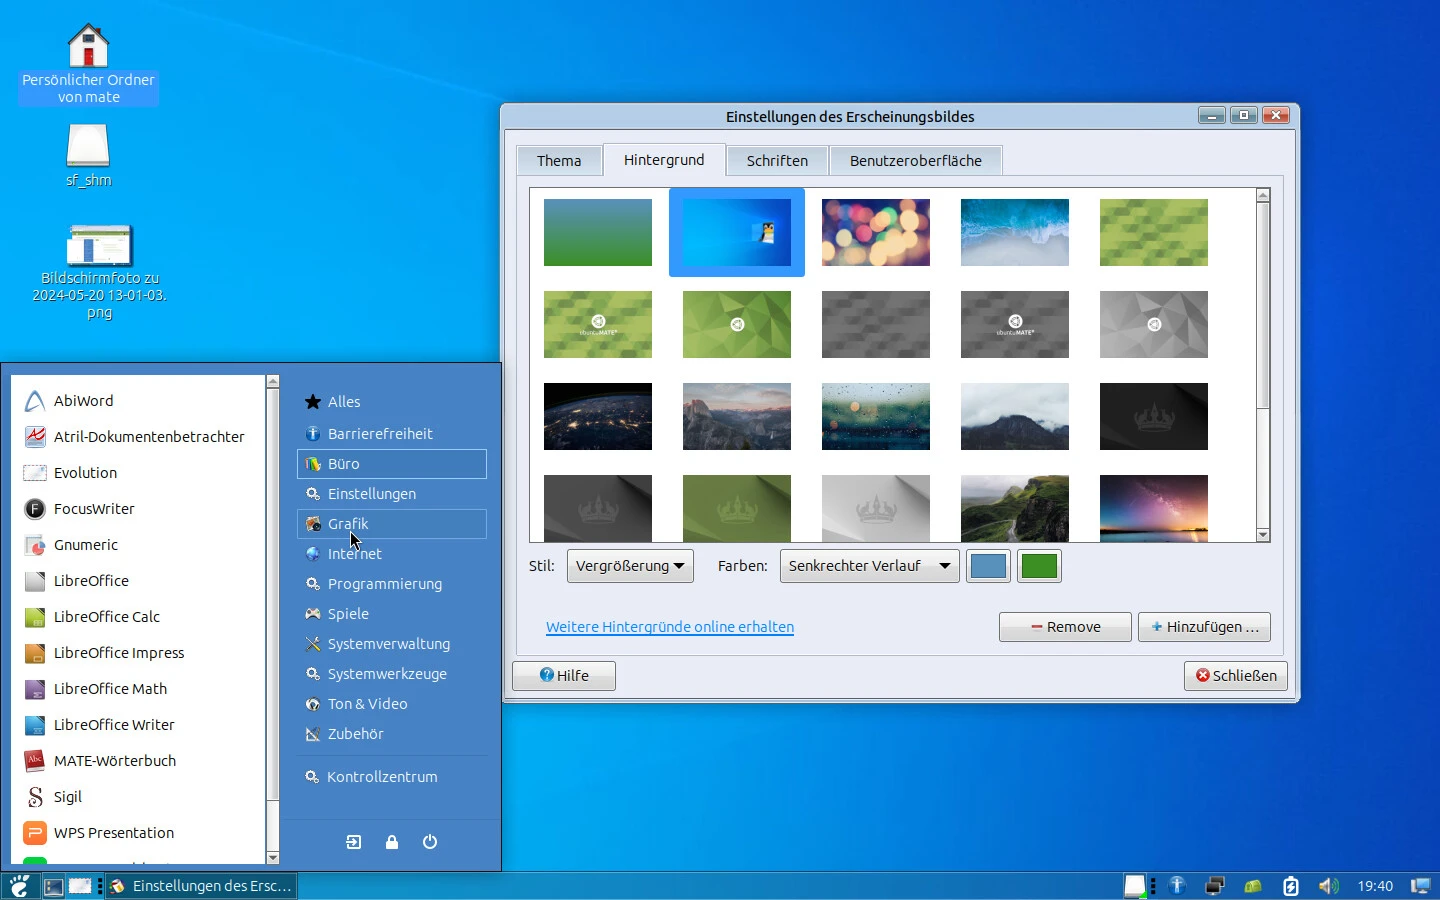 Persönlicher Ordner
von mate
sf_shm
Bildschirmfoto zu
2024-05-20 13-01-03.
png
Einstellungen des Erscheinungsbildes
Thema
Hintergrund
Schriften
Benutzeroberfläche
ubuntuMATE
ubuntuMATE
Stil:
Vergrößerung
Farben:
Senkrechter Verlauf
Weitere Hintergründe online erhalten
Remove
Hinzufügen ...
Hilfe
Schließen
AbiWord
Atril-Dokumentenbetrachter
Evolution
FocusWriter
Gnumeric
LibreOffice
LibreOffice Calc
LibreOffice Impress
LibreOffice Math
LibreOffice Writer
MATE-Wörterbuch
Sigil
WPS Presentation
Alles
Barrierefreiheit
Büro
Einstellungen
Grafik
Internet
Programmierung
Spiele
Systemverwaltung
Systemwerkzeuge
Ton & Video
Zubehör
Kontrollzentrum
Einstellungen des Ersc...
19:40